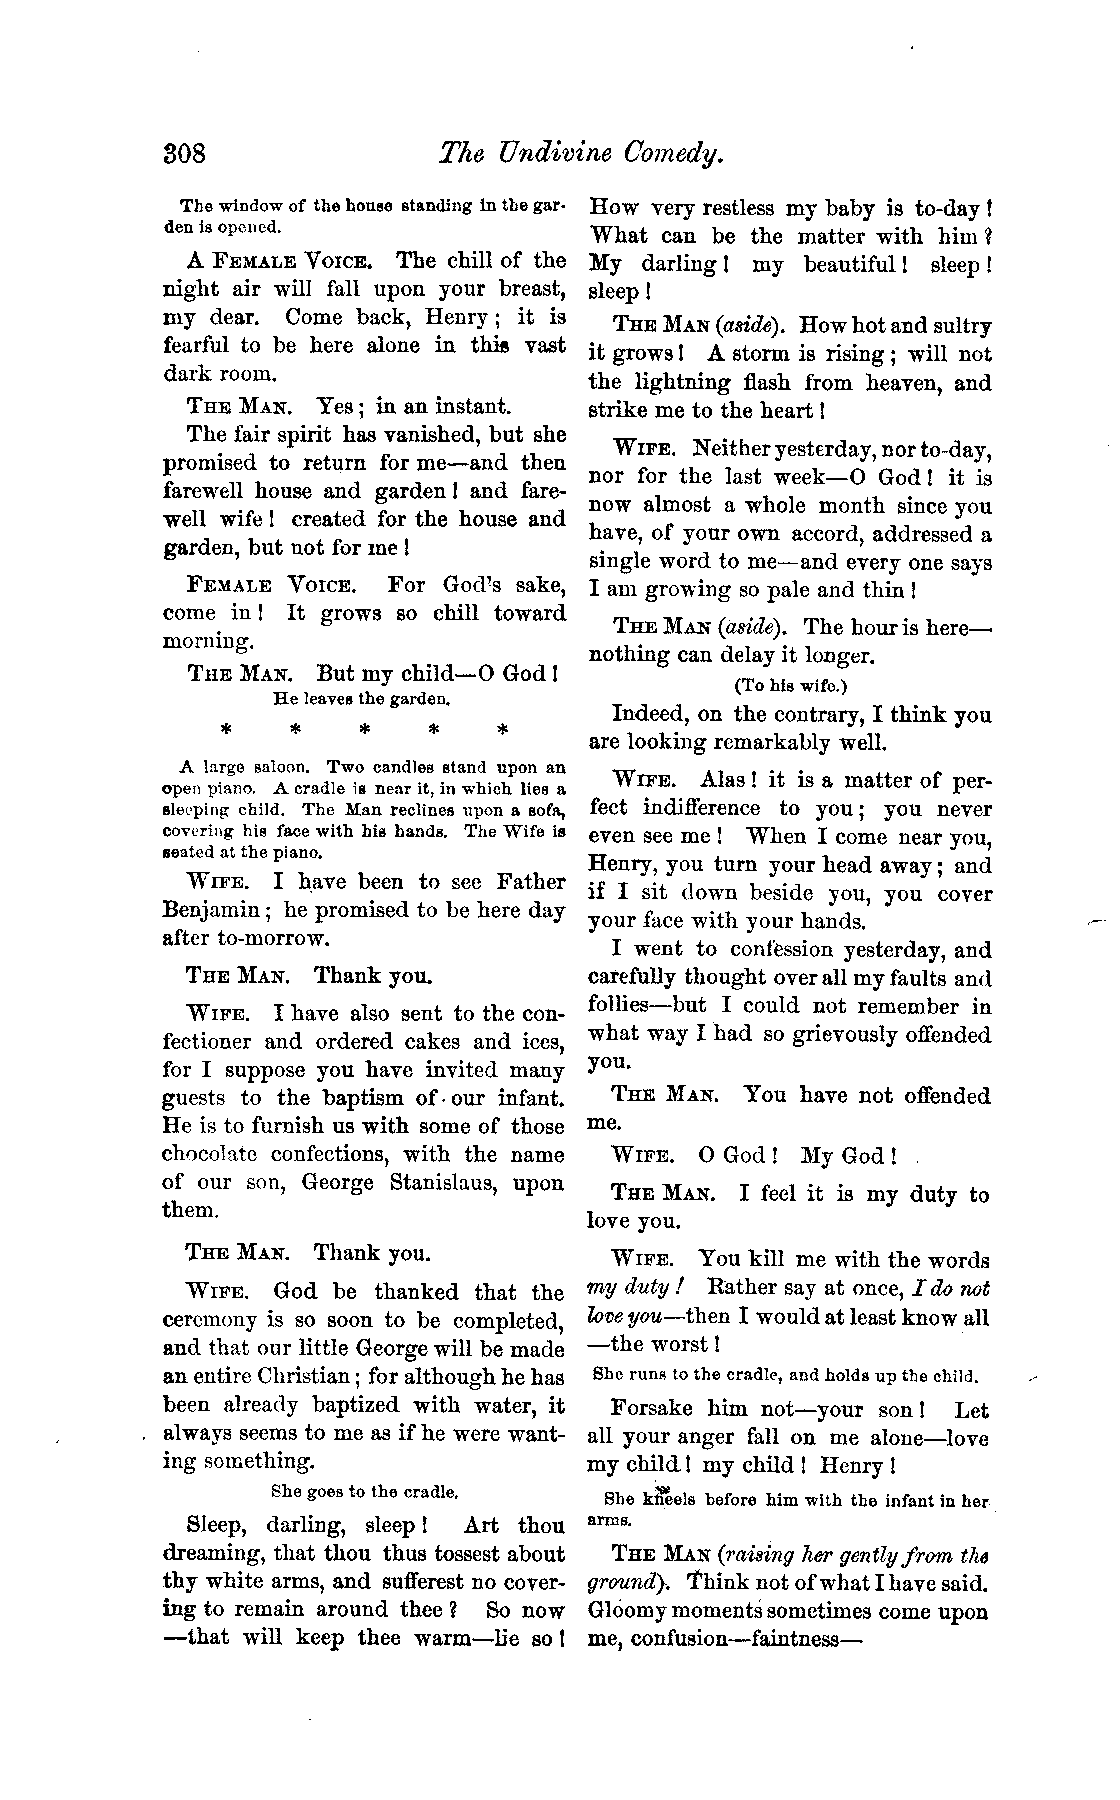 308
The Undivine Comedy.
The window of the house standing in the gar-
den is opened.
A FEMALE VOICE. The chill of the
night air will fall upon your breast,
my dear. Come back, Henry; it is
fearful to be here alone in this vast
dark room.
THE MAN. Yes; in an instant.
The fair spirit has vanished, but she
promised to return for me—and then
farewell house and garden! and fare-
well wife! created for the house and
garden, but not for me!
FEMALE VOICE. For God's sake,
come in! It grows so chill toward
morning.
THE MAN. But my child—O God!
He leaves the garden.
* * * * *
A large saloon. Two candles stand upon an
open piano. A cradle is near it, in which lies a
sleeping child. The Man reclines upon a sofa,
covering his face with his hands. The Wife is
seated at the piano.
WIFE. I have been to see Father
Benjamin; he promised to be here day
after to-morrow.
THE MAN. Thank you.
WIFE. I have also sent to the con-
fectioner and ordered cakes and ices,
for I suppose you have invited many
guests to the baptism of our infant.
He is to furnish us with some of those
chocolate confections, with the name
of our son, George Stanislaus, upon
them.
THE MAN. Thank you.
WIFE. God be thanked that the
ceremony is so soon to be completed,
and that our little George will be made
an entire Christian; for although he has
been already baptized with water, it
always seems to me as if he were want-
ing something.
She goes to the cradle.
Sleep, darling, sleep! Art thou
dreaming, that thou thus tossest about
thy white arms, and sufferest no cover-
ing to remain around thee? So now
—that will keep thee warm—lie so!
How very restless my baby is to-day!
What can be the matter with him?
My darling! my beautiful! sleep!
sleep!
THE MAN (aside). How hot and sultry
it grows! A storm is rising; will not
the lightning flash from heaven, and
strike me to the heart!
WIFE. Neither yesterday, nor to-day,
nor for the last week—O God! it is
now almost a whole month since you
have, of your own accord, addressed a
single word to me—and every one says
I am growing so pale and thin!
THE MAN (aside). The hour is here—
nothing can delay it longer.
(To his wife.)
Indeed, on the contrary, I think you
are looking remarkably well.
WIFE. Alas! it is a matter of per-
fect indifference to you; you never
even see me! When I come near you,
Henry, you turn your head away; and
if I sit down beside you, you cover
your face with your hands.
I went to confession yesterday, and
carefully thought over all my faults and
follies—but I could not remember in
what way I had so grievously offended
you.
THE MAN. You have not offended
me.
WIFE. O God! My God!
THE MAN. I feel it is my duty to
love you.
WIFE. You kill me with the words
my duty! Rather say at once, I do not
love you—then I would at least know all
—the worst!
She runs to the cradle, and holds up the child.
Forsake him not—your son! Let
all your anger fall on me alone—love
my child! my child! Henry!
She kneels before him with the infant in her
arms.
THE MAN (raising her gently from the
ground). Think not of what I have said.
Gloomy moments sometimes come upon
me, confusion—faintness—